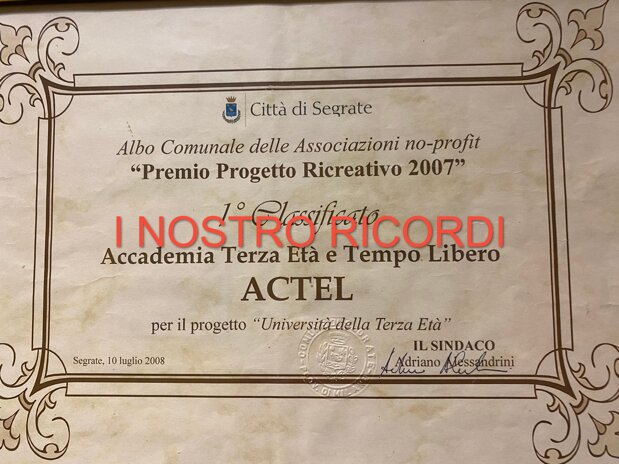 Città di Segrate
Albo Comunale delle Associazioni no-profit
“Premio Progetto Ricreativo 2007”
1° Classificato
I NOSTRO RICORDI
Accademia Terza Età e Tempo Libero
ACTEL
per il progetto “Università della Terza Età”
IL SINDACO
Segrate, 10 luglio 2008
Adriano Alessandrini